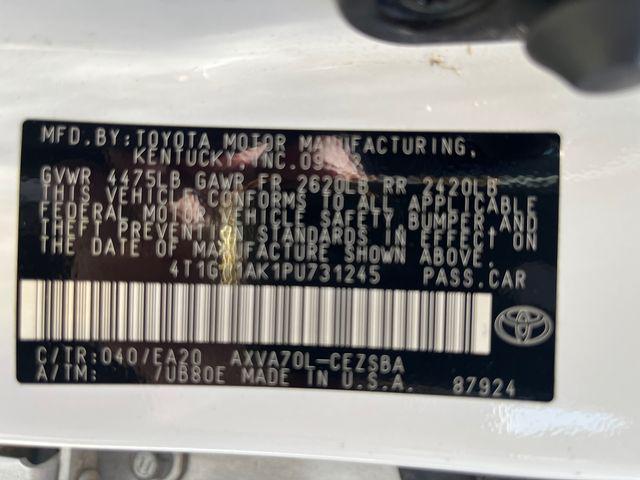 MFD.BY:TOYOTA MOTOR MANUFACTURING,
KENTUCKY,INC.
GVWR 4475LB GAWR FR 2620LB RR 2420LB
THIS VEHICLE CONFORMS TO ALL APPLICABLE
FEDERAL MOTOR VEHICLE SAFETY BUMPER AND
THEFT PREVENTION STANDARDS IN EFFECT ON
THE DATE OF MANUFACTURE SHOWN ABOVE.
PASS.CAR
C/TR:040/EA20 AXVA70L-CEZSBA
A/TM: /UB80E MADE IN U.S.A.
87924